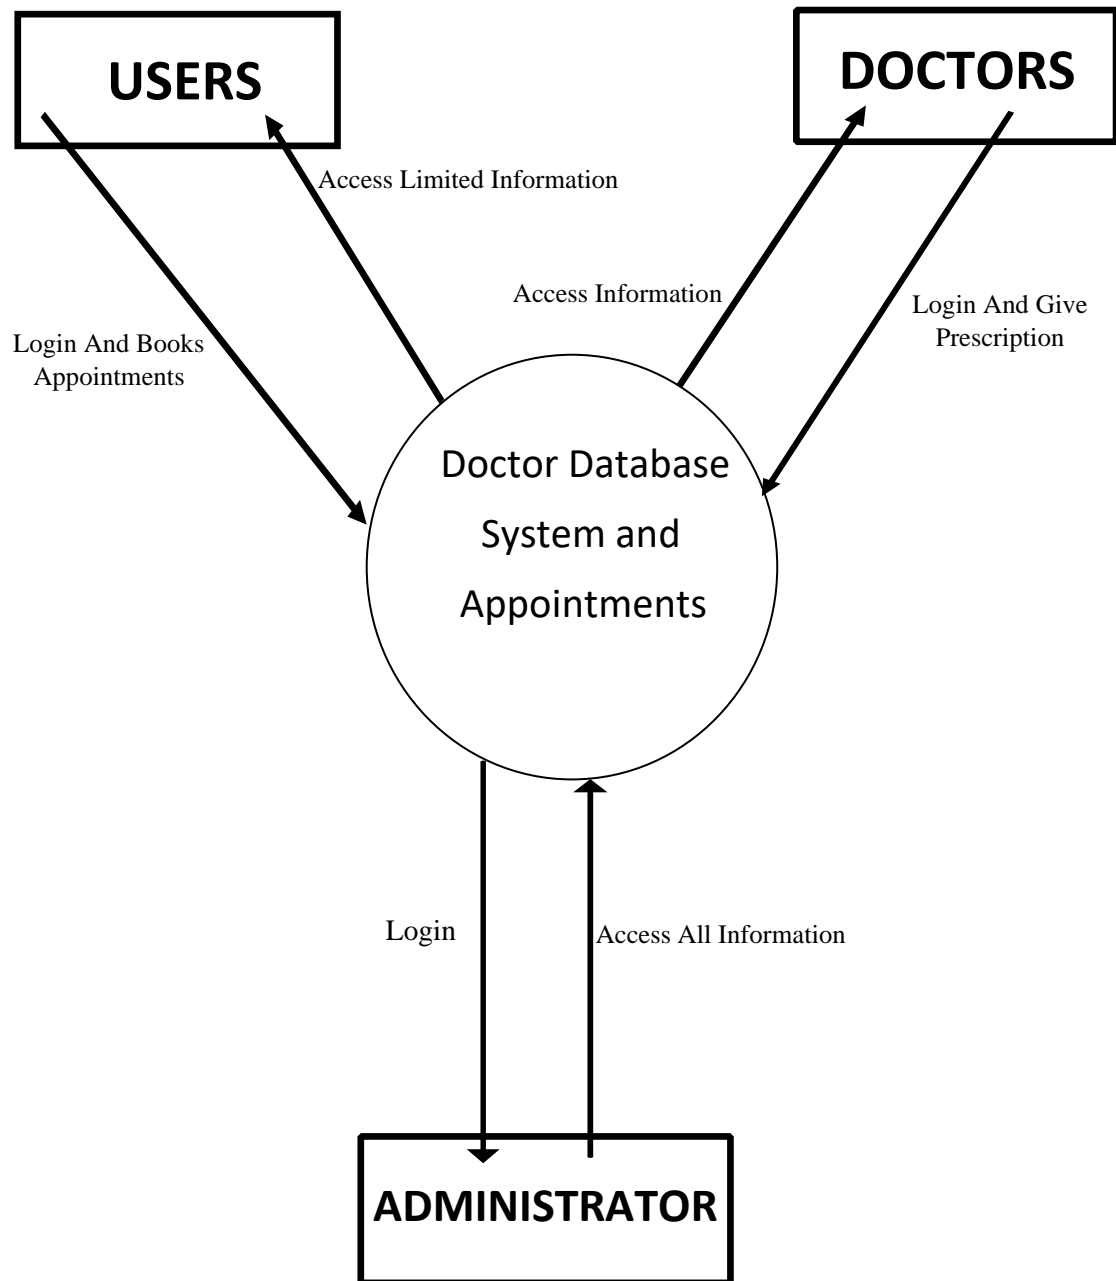 USERS
DOCTORS
Access Limited Information
Access Information
Login And Give
Prescription
Login And Books
Appointments
Doctor Database
System and
Appointments
Login
Access All Information
ADMINISTRATOR